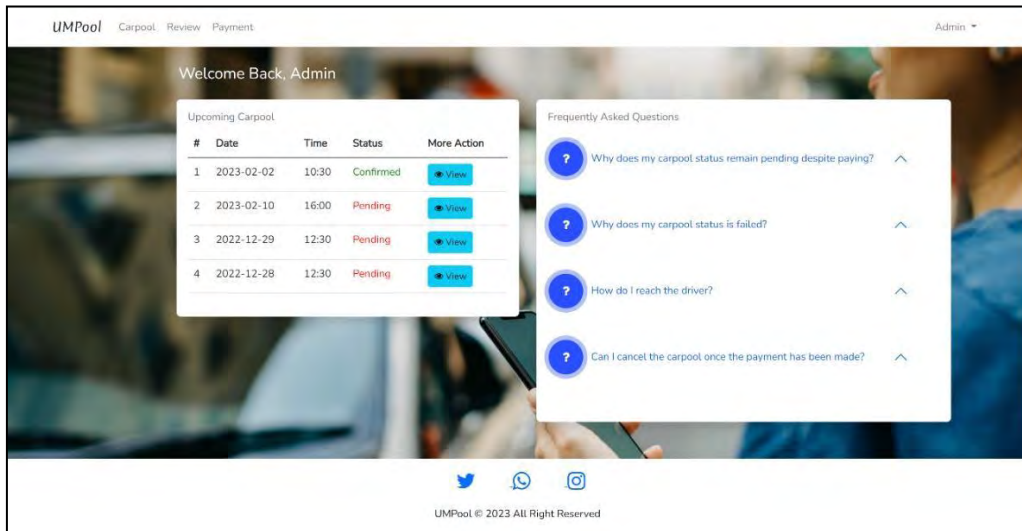 UMPool Carpool Review Payment Admin
Welcome Back, Admin
Upcoming Carpool
# Date Time Status More Action
1 2023-02-02 10:30 Confirmed View
2 2023-02-10 16:00 Pending View
3 2022-12-29 12:30 Pending View
4 2022-12-28 12:30 Pending View
Frequently Asked Questions
? Why does my carpool status remain pending despite paying?
? Why does my carpool status is failed?
? How do I reach the driver?
? Can I cancel the carpool once the payment has been made?
UMPool © 2023 All Right Reserved